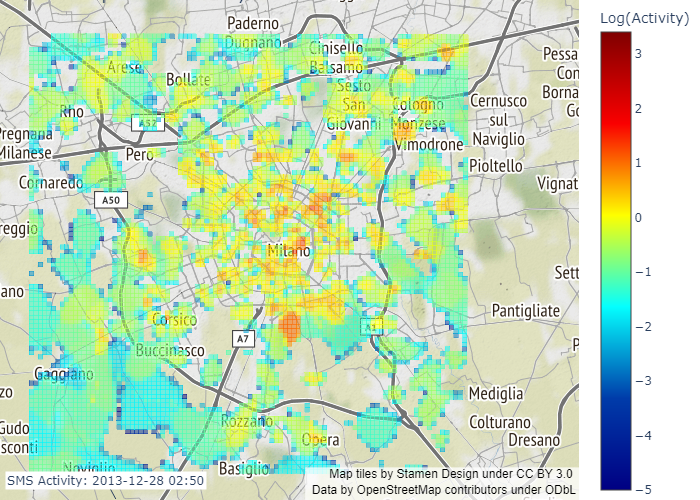 Log(Activity)
3
2
1
0
−1
−2
−3
−4
−5
Paderno
Dugnano
Cinisello
Balsamo
Arese
Bollate
Sesto
San
Giovanni
Cologno
Monzese
Rho
A52
Pregnana
Milanese
Pero
Vimodrone
Cernusco
sul
Naviglio
Pioltello
Pessa
Con
Borna
Go
Cornaredo
A50
Vignat
reggio
Milano
Sett
ano
Pantigliate
Corsico
A7
A1
Buccinasco
P
Gaggiano
Mediglia
zo
Rozzano
Colturano
Gudo
sconti
Opera
Dresano
Noviglio
Basiglio
SMS Activity: 2013-12-28 02:50
Map tiles by Stamen Design under CC BY 3.0
Data by OpenStreetMap contributors under ODbL